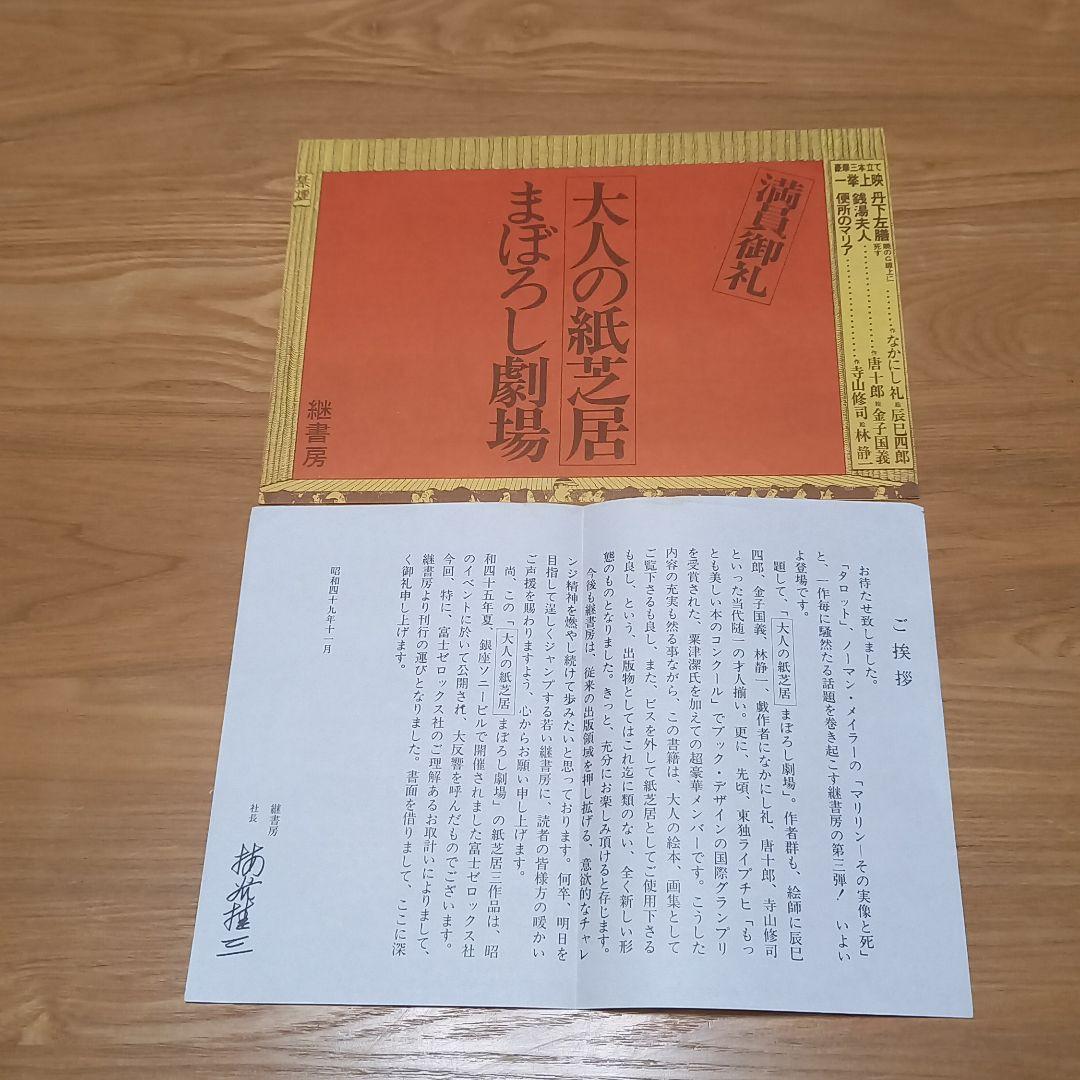 豪華三本立て
一挙上映
丹下左膳 暁のG線上に死す………作なかにし礼 絵辰巳四郎
銭湯夫人………作唐十郎 絵金子国義
便所のマリア………作寺山修司 絵林静一
満員御礼
大人の紙芝居
まぼろし劇場
継書房
禁煙
ご挨拶
お待たせ致しました。
「タロット」、ノーマン・メイラーの「マリリン―その実像と死」
と、一作毎に騒然たる話題を巻き起こす継書房の第三弾! いよい
よ登場です。
題して、「大人の紙芝居 まぼろし劇場」。作者群も、絵師に辰巳
四郎、金子国義、林静一、戯作者になかにし礼、唐十郎、寺山修司
といった当代随一の才人揃い。更に、先頃、東独ライプチヒ「もっ
とも美しい本のコンクール」でブック・デザインの国際グランプリ
を受賞された、粟津潔氏を加えての超豪華メンバーです。こうした
内容の充実も然る事ながら、この書籍は、大人の絵本、画集として
ご覧下さるも良し、また、ビスを外して紙芝居としてご使用下さる
も良し、という、出版物としてはこれ迄に類のない、全く新しい形
態のものとなりました。きっと、充分にお楽しみ頂けると存じます。
今後も継書房は、従来の出版領域を押し拡げる、意欲的なチャレ
ンジ精神を燃やし続けて歩みたいと思っております。何卒、明日を
目指して逞しくジャンプする若い継書房に、読者の皆様方の暖かい
ご声援を賜わりますよう、心からお願い申し上げます。
尚、この「大人の紙芝居 まぼろし劇場」の紙芝居三作品は、昭
和四十五年夏、銀座ソニービルで開催されました富士ゼロックス社
のイベントに於いて公開され、大反響を呼んだものでございます。
今回、特に、富士ゼロックス社のご理解あるお取計いによりまして、
継書房より刊行の運びとなりました。書面を借りまして、ここに深
く御礼申し上げます。
昭和四十九年十一月
継書房
社長